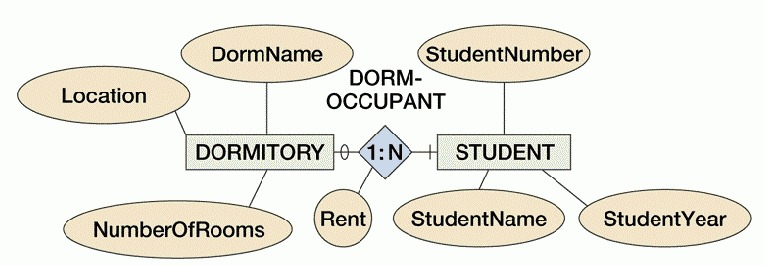 DormName
StudentNumber
Location
DORM-
OCCUPANT
DORMITORY
1:N
STUDENT
NumberOfRooms
Rent
StudentName
StudentYear